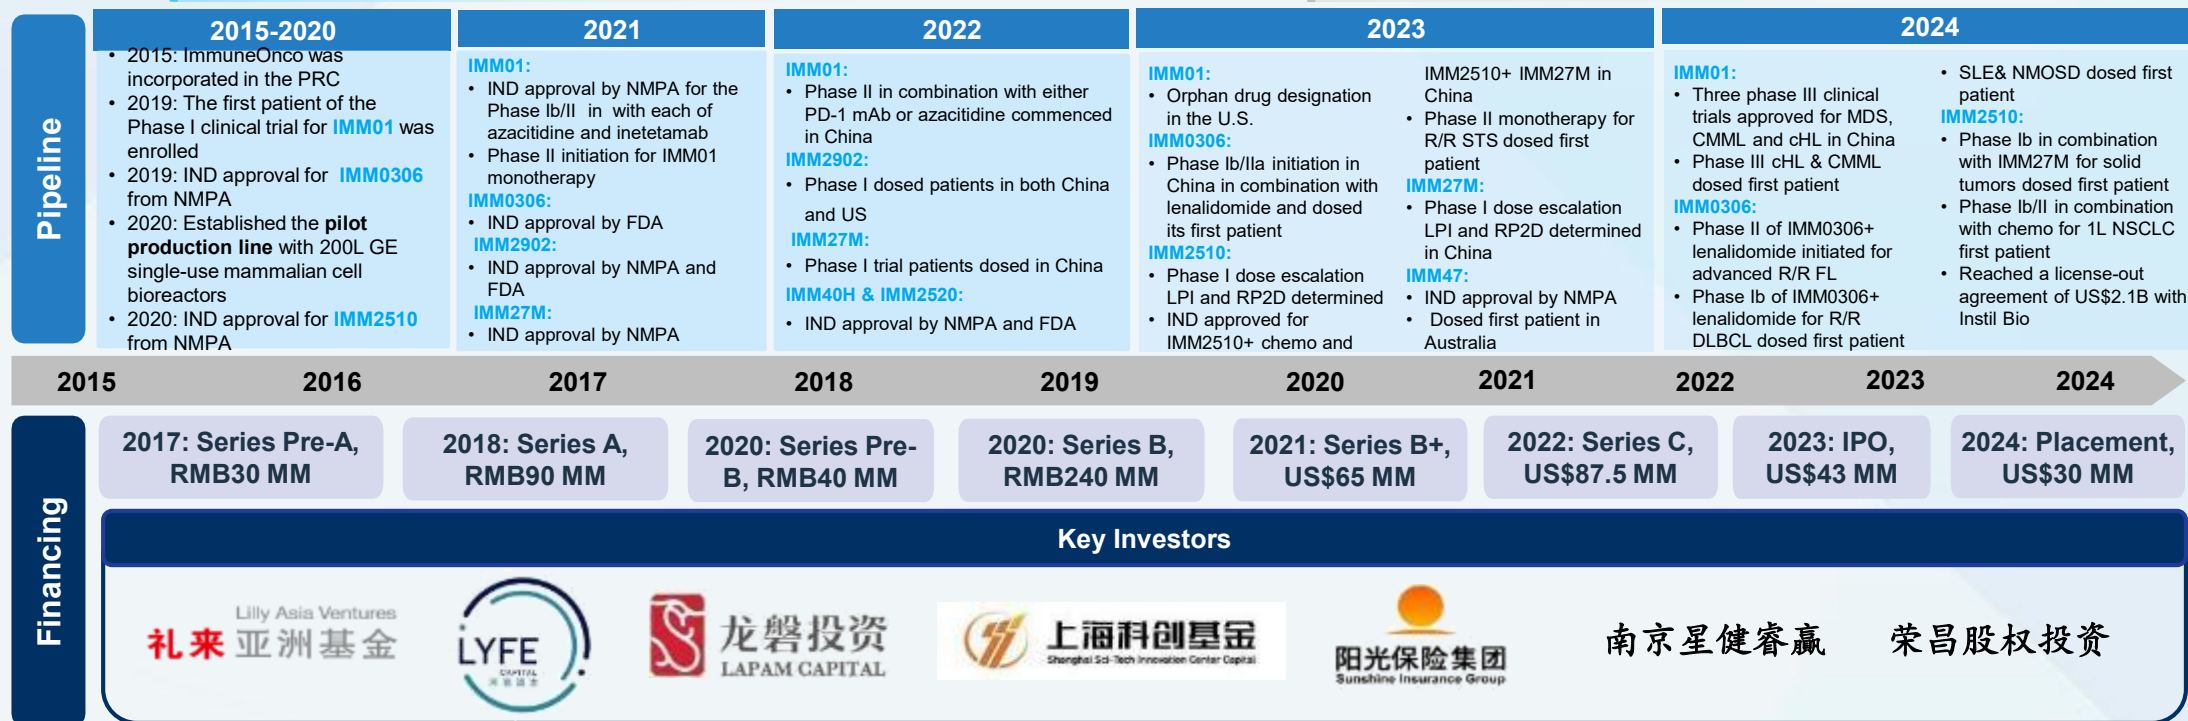 Pipeline
2015-2020
• 2015: ImmuneOnco was
incorporated in the PRC
• 2019: The first patient of the
Phase I clinical trial for IMM01 was
enrolled
• 2019: IND approval for IMM0306
from NMPA
• 2020: Established the pilot
production line with 200L GE
single-use mammalian cell
bioreactors
• 2020: IND approval for IMM2510
from NMPA
2021
IMM01:
• IND approval by NMPA for the
Phase Ib/II in with each of
azacitidine and inetetamab
• Phase II initiation for IMM01
monotherapy
IMM0306:
• IND approval by FDA
IMM2902:
• IND approval by NMPA and
FDA
IMM27M:
• IND approval by NMPA
2022
IMM01:
• Phase II in combination with either
PD-1 mAb or azacitidine commenced
in China
IMM2902:
• Phase I dosed patients in both China
and US
IMM27M:
• Phase I trial patients dosed in China
IMM40H & IMM2520:
• IND approval by NMPA and FDA
2023
IMM01:
• Orphan drug designation
in the U.S.
IMM0306:
• Phase Ib/IIa initiation in
China in combination with
lenalidomide and dosed
its first patient
IMM2510:
• Phase I dose escalation
LPI and RP2D determined
• IND approved for
IMM2510+ chemo and
IMM2510+ IMM27M in
China
• Phase II monotherapy for
R/R STS dosed first
patient
IMM27M:
• Phase I dose escalation
LPI and RP2D determined
in China
IMM47:
• IND approval by NMPA
• Dosed first patient in
Australia
2024
IMM01:
• Three phase III clinical
trials approved for MDS,
CMML and cHL in China
• Phase III cHL & CMML
dosed first patient
IMM0306:
• Phase II of IMM0306+
lenalidomide initiated for
advanced R/R FL
• Phase Ib of IMM0306+
lenalidomide for R/R
DLBCL dosed first patient
• SLE& NMOSD dosed first
patient
IMM2510:
• Phase Ib in combination
with IMM27M for solid
tumors dosed first patient
• Phase Ib/II in combination
with chemo for 1L NSCLC
first patient
• Reached a license-out
agreement of US$2.1B with
Instil Bio
2015 2016 2017 2018 2019 2020 2021 2022 2023 2024
Financing
2017: Series Pre-A,
RMB30 MM
2018: Series A,
RMB90 MM
2020: Series Pre-
B, RMB40 MM
2020: Series B,
RMB240 MM
2021: Series B+,
US$65 MM
2022: Series C,
US$87.5 MM
2023: IPO,
US$43 MM
2024: Placement,
US$30 MM
Key Investors
Lilly Asia Ventures
礼来 亚洲基金
LYFE
CAPITAL
龙磐投资
LAPAM CAPITAL
上海科创基金
Shanghai Sci-Tech Innovation Center Capital
阳光保险集团
Sunshine Insurance Group
南京星健睿赢
荣昌股权投资